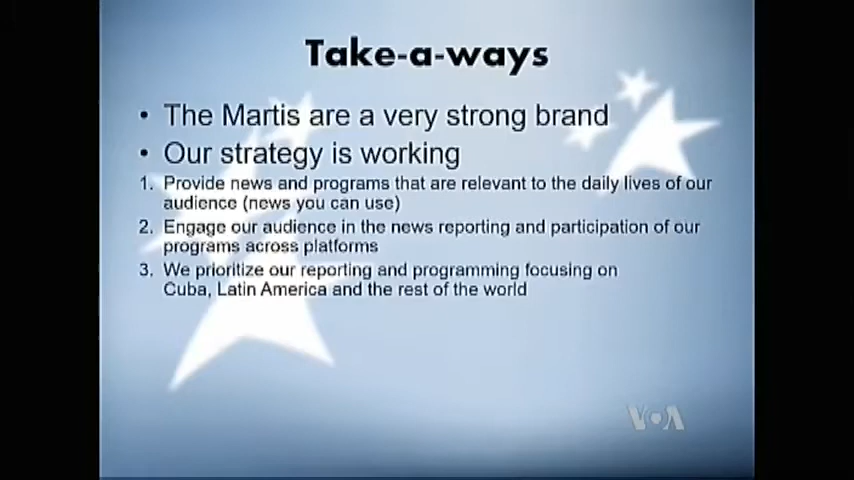 Take-a-ways
• The Martis are a very strong brand
• Our strategy is working
1. Provide news and programs that are relevant to the daily lives of our
audience (news you can use)
2. Engage our audience in the news reporting and participation of our
programs across platforms
3. We prioritize our reporting and programming focusing on
Cuba, Latin America and the rest of the world
VOA